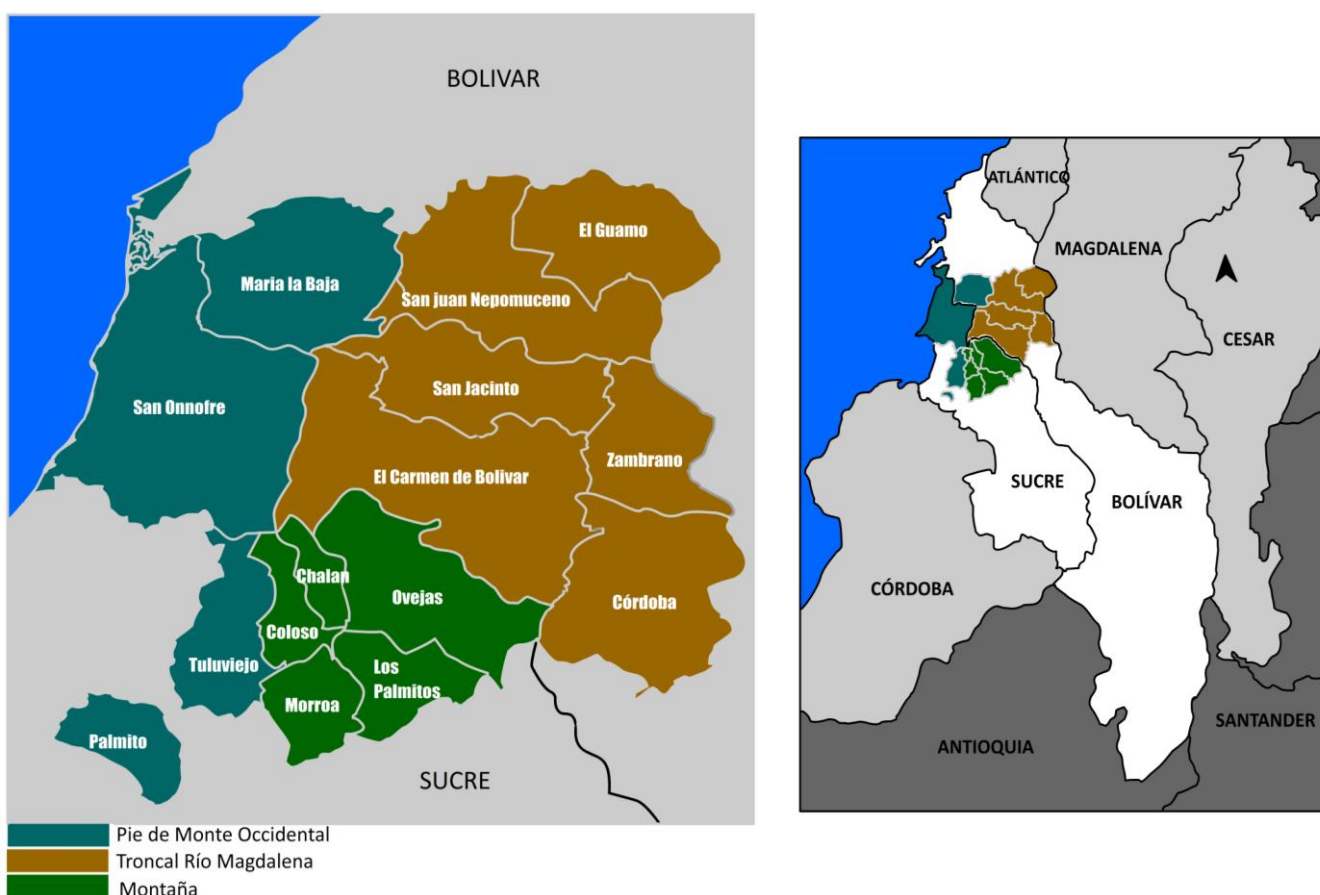 BOLIVAR
El Guamo
Maria la Baja
San juan Nepomuceno
San Jacinto
San Onnofre
Zambrano
El Carmen de Bolivar
Chalan
Ovejas
Córdoba
Coloso
Tuluviejo
Los
Palmitos
Morroa
Palmito
SUCRE
Pie de Monte Occidental
Troncal Río Magdalena
Montaña
ATLÁNTICO
MAGDALENA
CESAR
SUCRE
BOLÍVAR
CÓRDOBA
SANTANDER
ANTIOQUIA